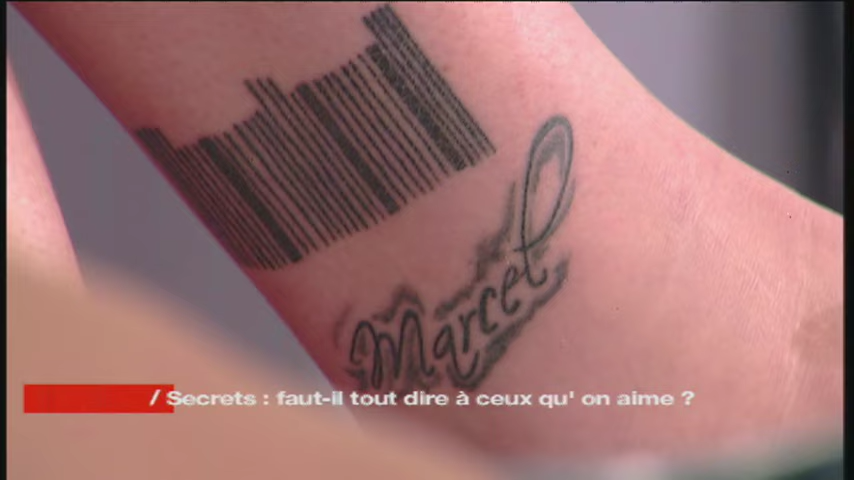 Marcel
/ Secrets : faut-il tout dire à ceux qu' on aime ?